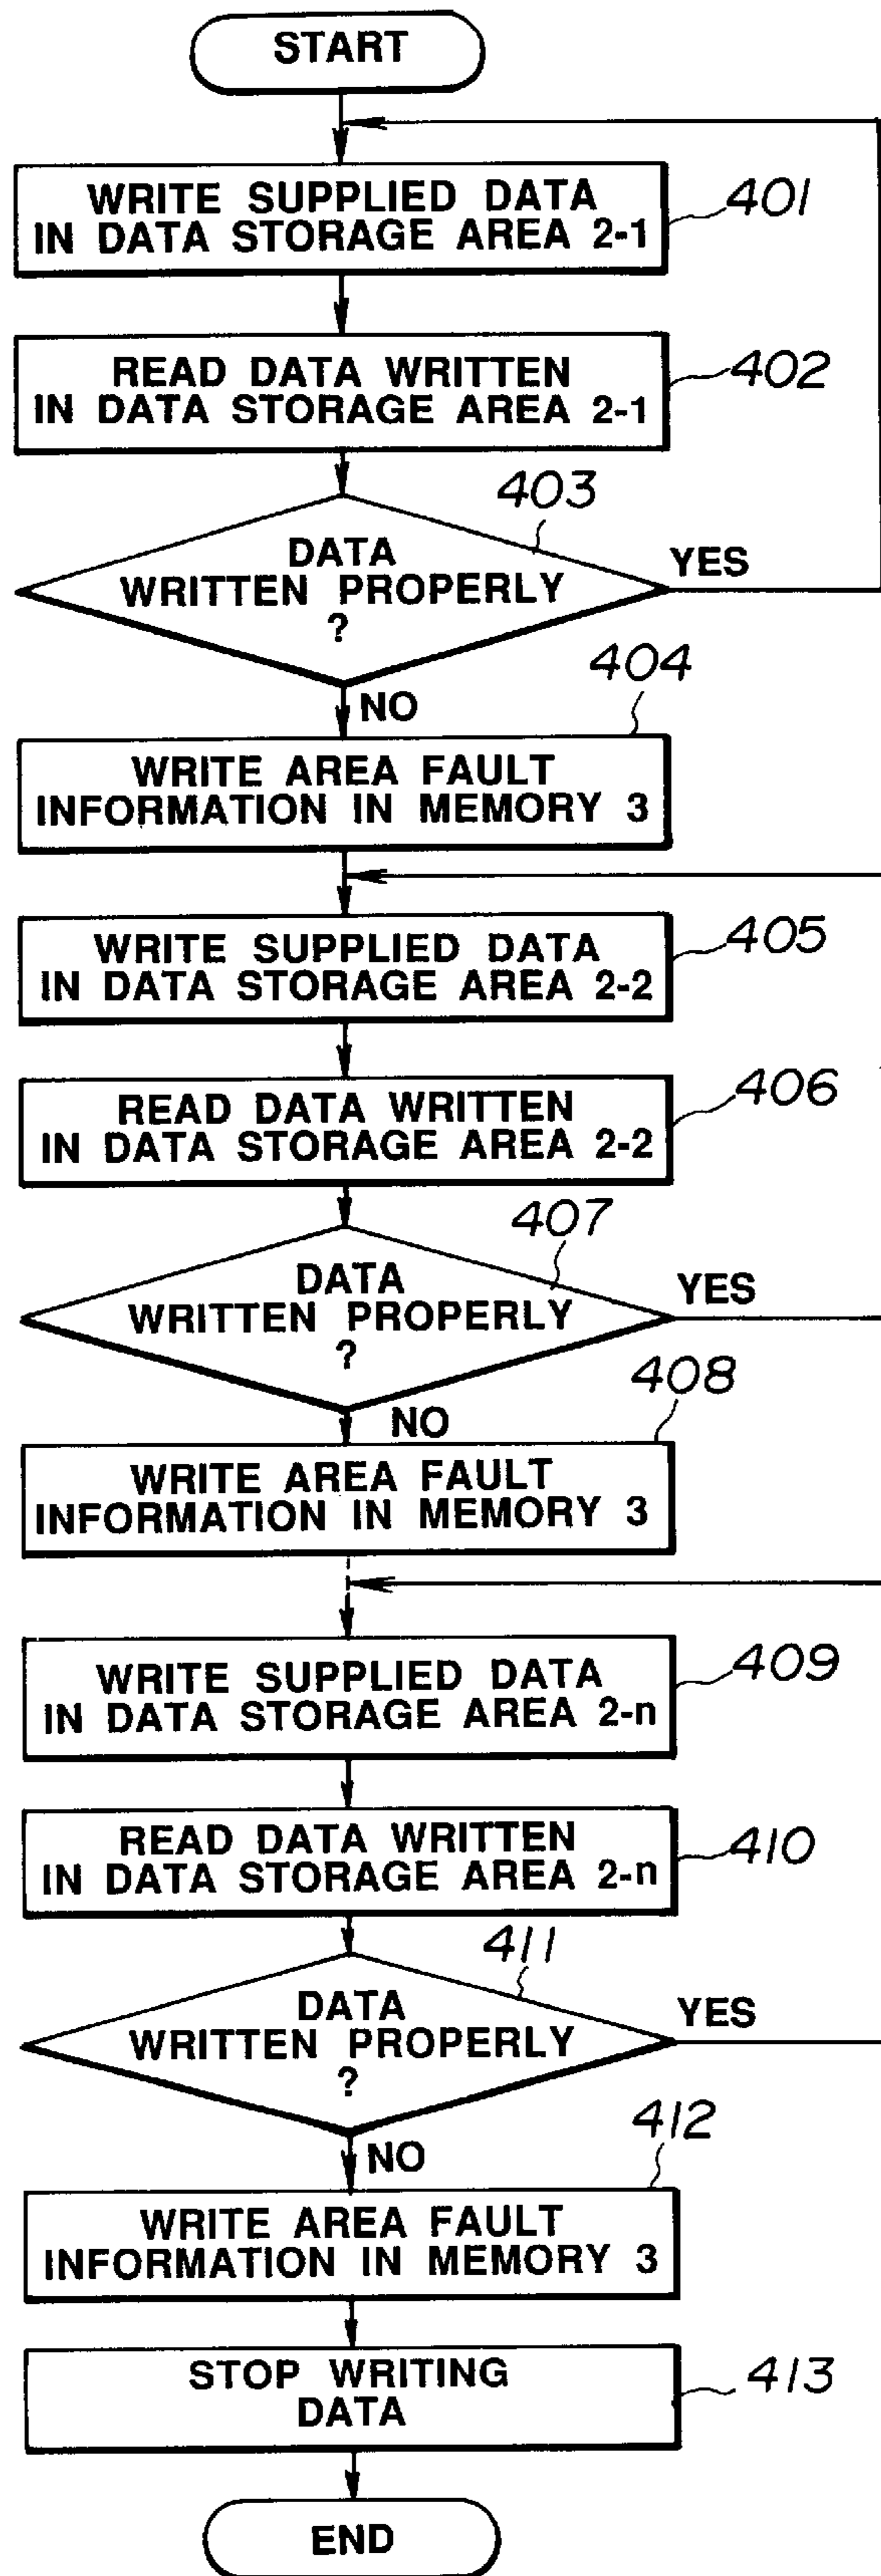 START
WRITE SUPPLIED DATA
IN DATA STORAGE AREA 2-1
401
READ DATA WRITTEN
IN DATA STORAGE AREA 2-1
402
403
DATA
WRITTEN PROPERLY
?
YES
NO
404
WRITE AREA FAULT
INFORMATION IN MEMORY 3
WRITE SUPPLIED DATA
IN DATA STORAGE AREA 2-2
405
READ DATA WRITTEN
IN DATA STORAGE AREA 2-2
406
407
DATA
WRITTEN PROPERLY
?
YES
NO
408
WRITE AREA FAULT
INFORMATION IN MEMORY 3
WRITE SUPPLIED DATA
IN DATA STORAGE AREA 2-n
409
READ DATA WRITTEN
IN DATA STORAGE AREA 2-n
410
411
DATA
WRITTEN PROPERLY
?
YES
NO
412
WRITE AREA FAULT
INFORMATION IN MEMORY 3
STOP WRITING
DATA
413
END